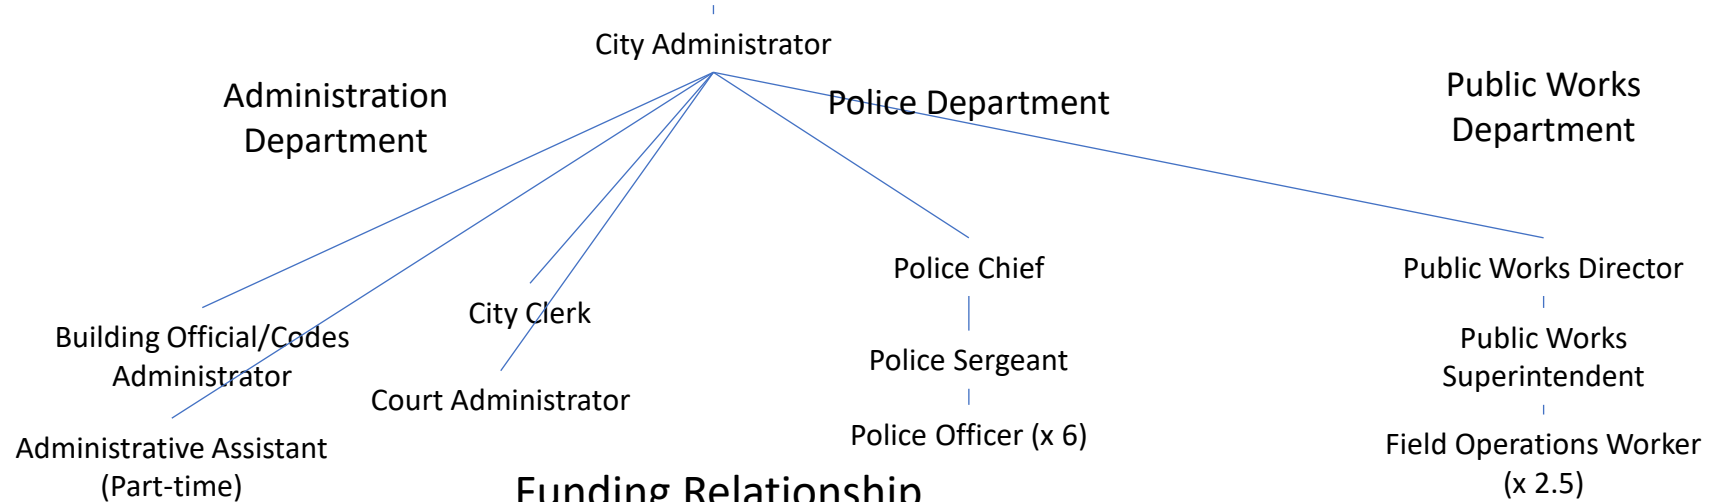 City Administrator
Administration
Department
Police Department
Public Works
Department
Building Official/Codes
Administrator
Administrative Assistant
(Part-time)
City Clerk
Court Administrator
Police Chief
Police Sergeant
Police Officer (x 6)
Public Works Director
Public Works
Superintendent
Field Operations Worker
(x 2.5)
Funding Relationship